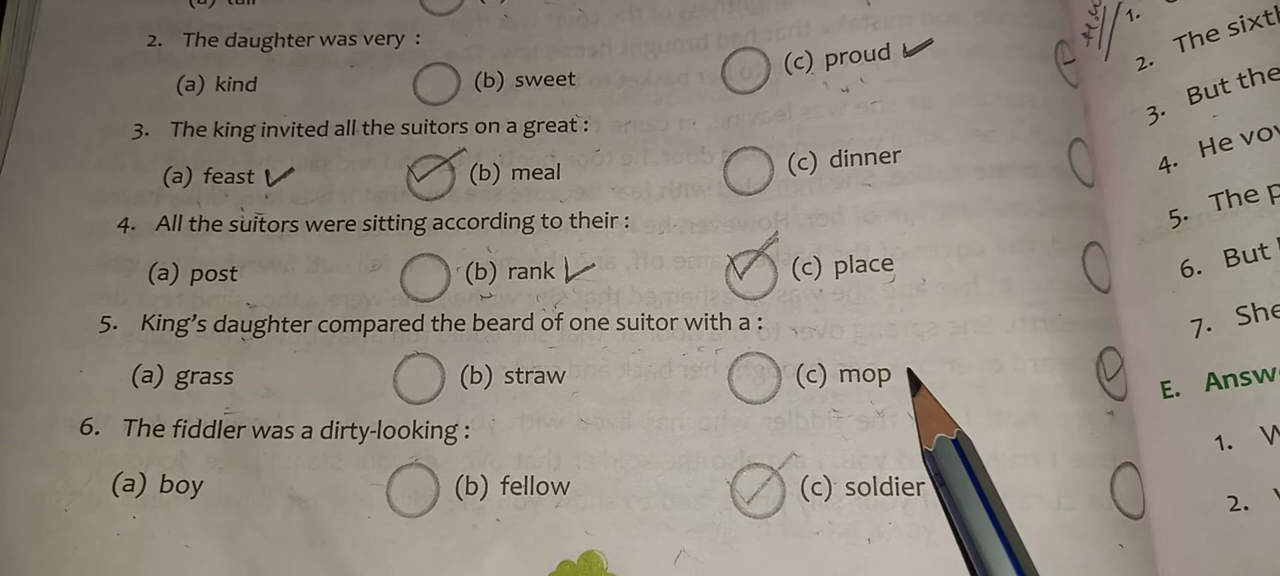 2. The daughter was very :
(a) kind (b) sweet (c) proud
3. The king invited all the suitors on a great :
(a) feast (b) meal (c) dinner
4. All the suitors were sitting according to their :
(a) post (b) rank (c) place
5. King's daughter compared the beard of one suitor with a :
(a) grass (b) straw (c) mop
6. The fiddler was a dirty-looking :
(a) boy (b) fellow (c) soldier
1.
2. The
3. But the
4. He
5. The
6. But
7. She
E.
1.
2.